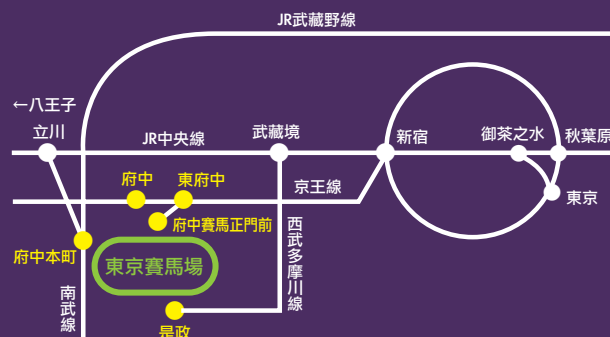 JR武藏野線
←八王子
立川
JR中央線
武藏境
新宿
御茶之水
秋葉原
府中
東府中
京王線
東京
府中賽馬正門前
西武多摩川線
府中本町
東京賽馬場
南武線
是政